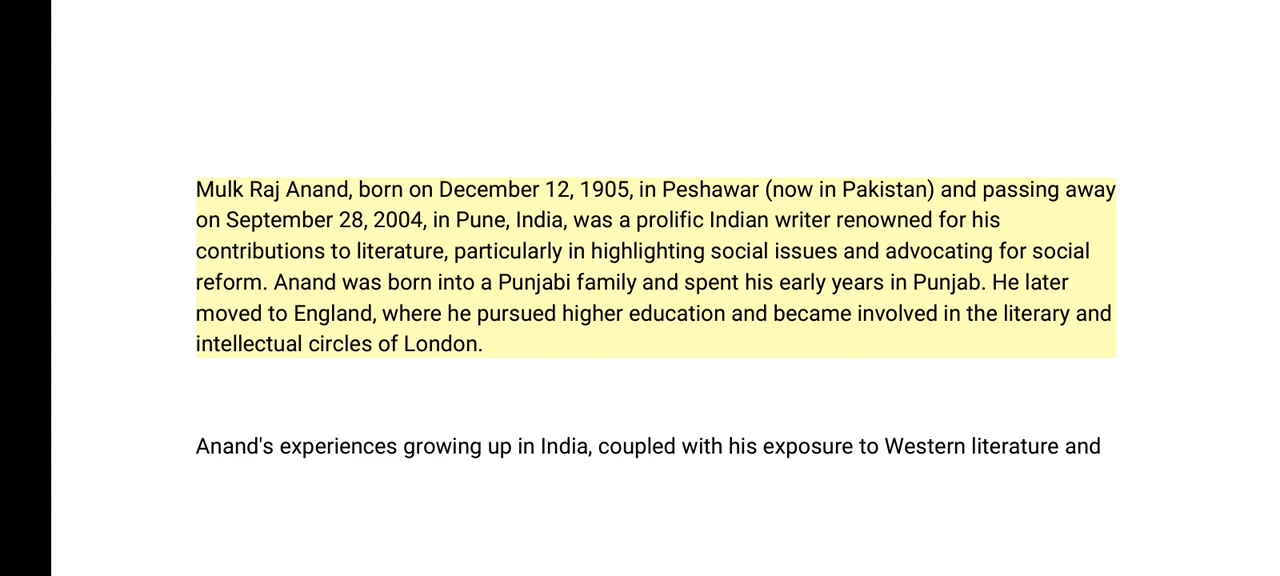 Mulk Raj Anand, born on December 12, 1905, in Peshawar (now in Pakistan) and passing away
on September 28, 2004, in Pune, India, was a prolific Indian writer renowned for his
contributions to literature, particularly in highlighting social issues and advocating for social
reform. Anand was born into a Punjabi family and spent his early years in Punjab. He later
moved to England, where he pursued higher education and became involved in the literary and
intellectual circles of London.
Anand's experiences growing up in India, coupled with his exposure to Western literature and